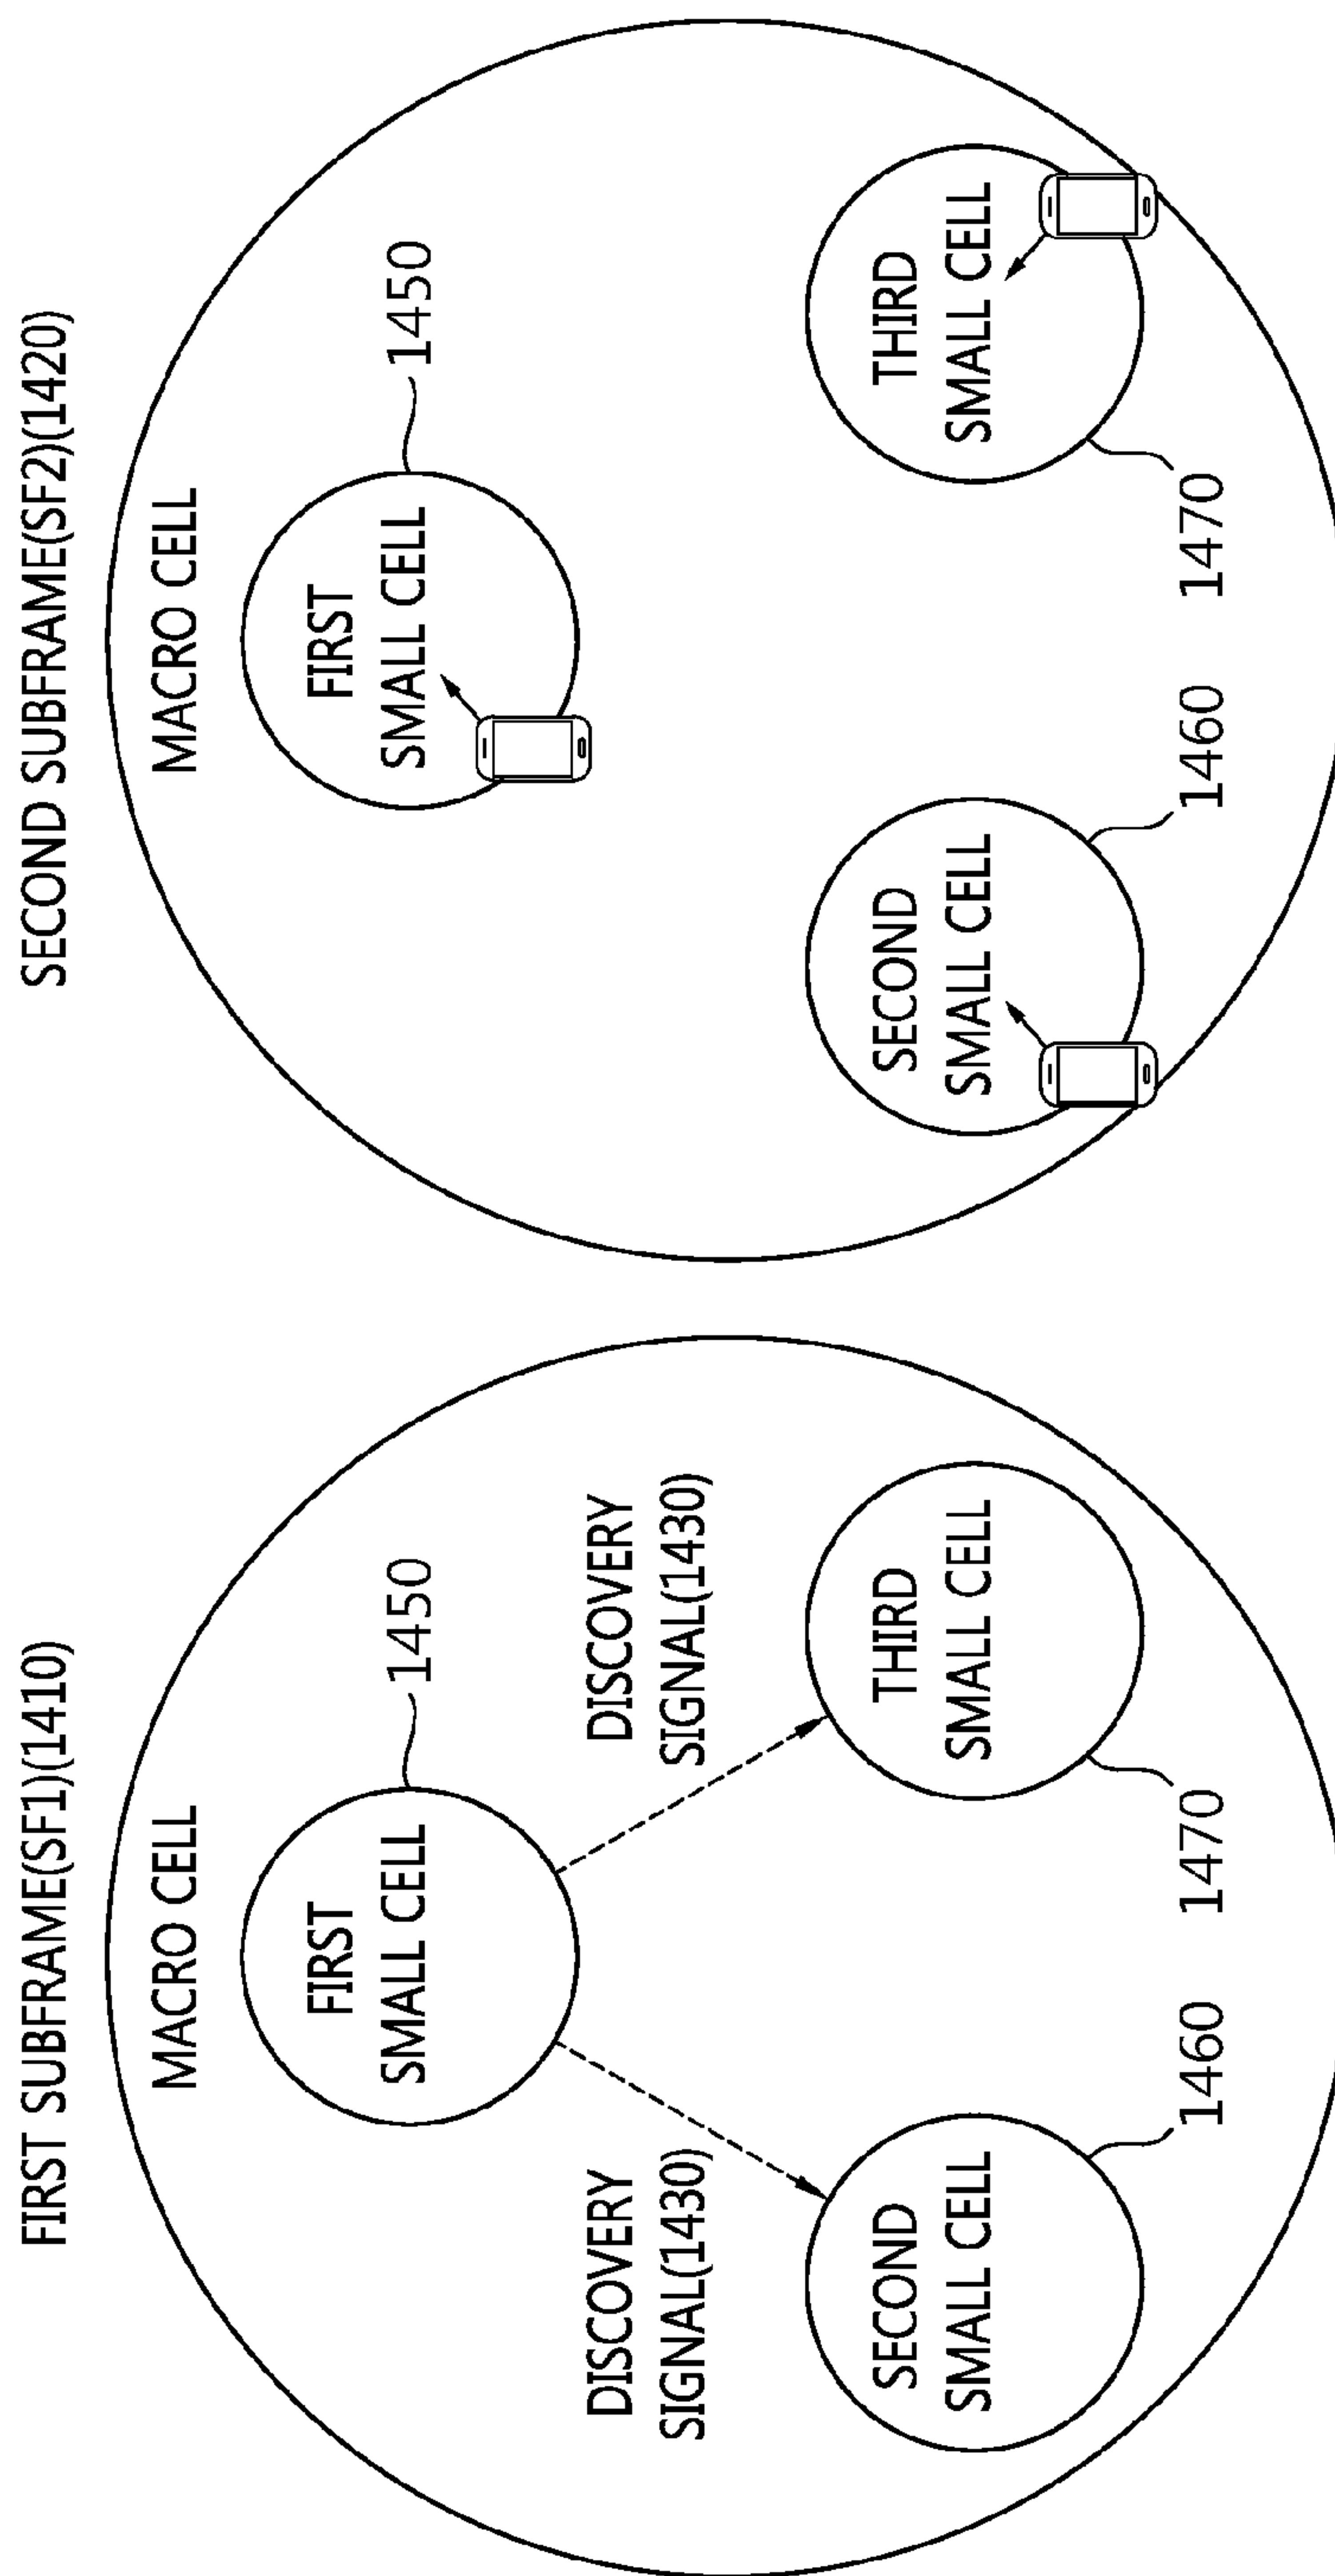 FIRST SUBFRAME(SF1)(1410)
MACRO CELL
FIRST
SMALL CELL
1450
DISCOVERY
SIGNAL(1430)
DISCOVERY
SIGNAL(1430)
SECOND
SMALL CELL
1460
THIRD
SMALL CELL
1470
SECOND SUBFRAME(SF2)(1420)
MACRO CELL
FIRST
SMALL CELL
1450
SECOND
SMALL CELL
1460
THIRD
SMALL CELL
1470